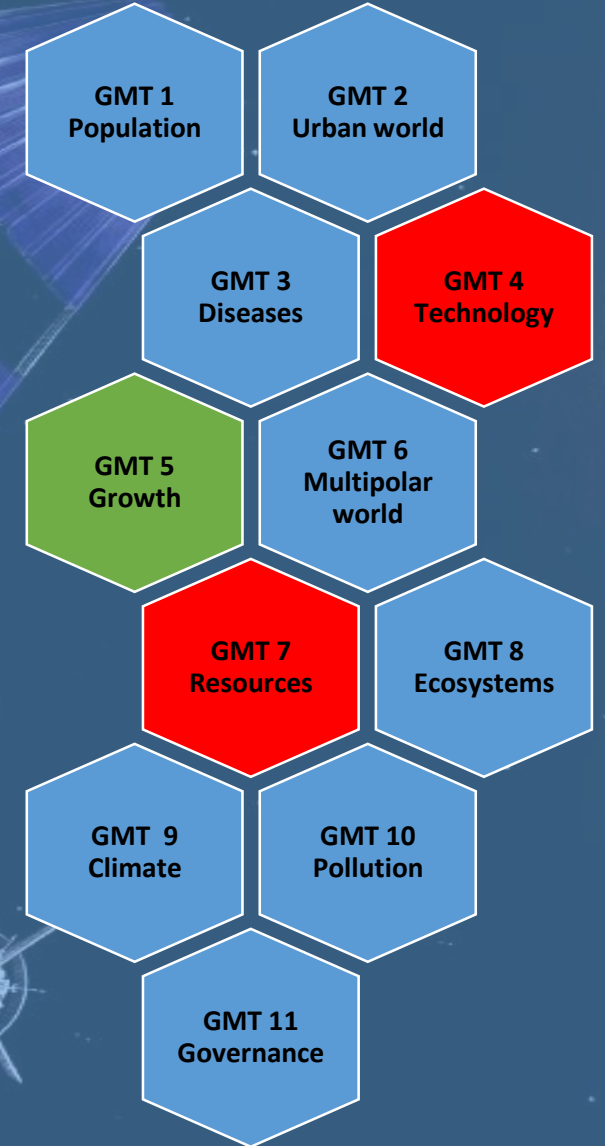 GMT 1
Population
GMT 2
Urban world
GMT 3
Diseases
GMT 4
Technology
GMT 5
Growth
GMT 6
Multipolar
world
GMT 7
Resources
GMT 8
Ecosystems
GMT  9
Climate
GMT 10
Pollution
GMT 11
Governance